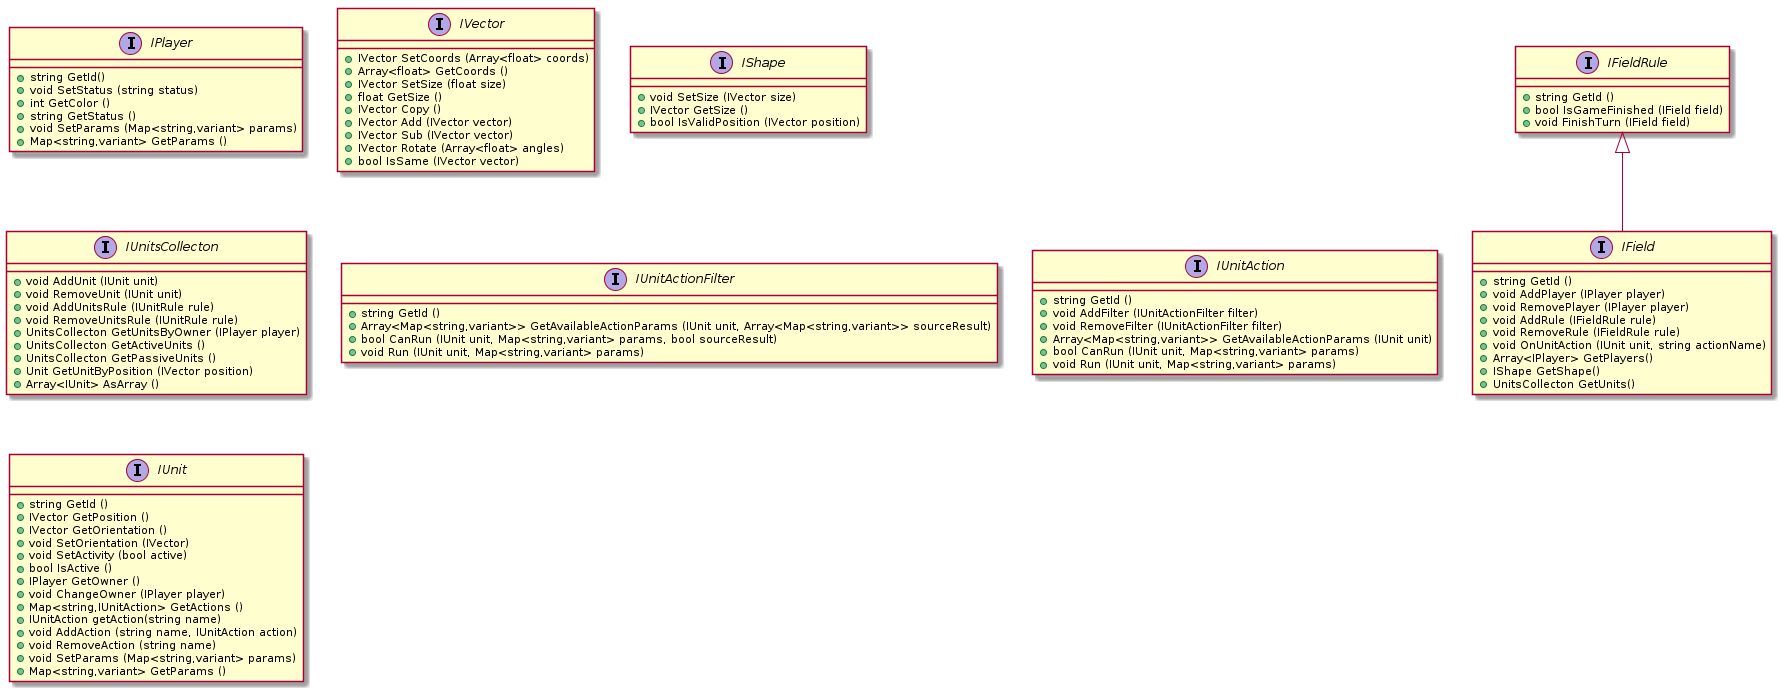 I IPlayer
string GetId()
void SetStatus (string status)
int GetColor ()
string GetStatus ()
void SetParams (Map<string,variant> params)
Map<string,variant> GetParams ()
I IVector
IVector SetCoords (Array<float> coords)
Array<float> GetCoords ()
IVector SetSize (float size)
float GetSize ()
IVector Copy ()
IVector Add (IVector vector)
IVector Sub (IVector vector)
IVector Rotate (Array<float> angles)
bool IsSame (IVector vector)
I IShape
void SetSize (IVector size)
IVector GetSize ()
bool IsValidPosition (IVector position)
I IFieldRule
string GetId ()
bool IsGameFinished (IField field)
void FinishTurn (IField field)
I IUnitsCollecton
void AddUnit (IUnit unit)
void RemoveUnit (IUnit unit)
void AddUnitsRule (IUnitRule rule)
void RemoveUnitsRule (IUnitRule rule)
UnitsCollecton GetUnitsByOwner (IPlayer player)
UnitsCollecton GetActiveUnits ()
UnitsCollecton GetPassiveUnits ()
Unit GetUnitByPosition (IVector position)
Array<IUnit> AsArray ()
I IUnitActionFilter
string GetId ()
Array<Map<string,variant>> GetAvailableActionParams (IUnit unit, Array<Map<string,variant>> sourceResult)
bool CanRun (IUnit unit, Map<string,variant> params, bool sourceResult)
void Run (IUnit unit, Map<string,variant> params)
I IUnitAction
string GetId ()
void AddFilter (IUnitActionFilter filter)
void RemoveFilter (IUnitActionFilter filter)
Array<Map<string,variant>> GetAvailableActionParams (IUnit unit)
bool CanRun (IUnit unit, Map<string,variant> params)
void Run (IUnit unit, Map<string,variant> params)
I IField
string GetId ()
void AddPlayer (IPlayer player)
void RemovePlayer (IPlayer player)
void AddRule (IFieldRule rule)
void RemoveRule (IFieldRule rule)
void OnUnitAction (IUnit unit, string actionName)
Array<IPlayer> GetPlayers()
IShape GetShape()
UnitsCollecton GetUnits()
I IUnit
string GetId ()
IVector GetPosition ()
IVector GetOrientation ()
void SetOrientation (IVector)
void SetActivity (bool active)
bool IsActive ()
IPlayer GetOwner ()
void ChangeOwner (IPlayer player)
Map<string,IUnitAction> GetActions ()
IUnitAction getAction(string name)
void AddAction (string name, IUnitAction action)
void RemoveAction (string name)
void SetParams (Map<string,variant> params)
Map<string,variant> GetParams ()